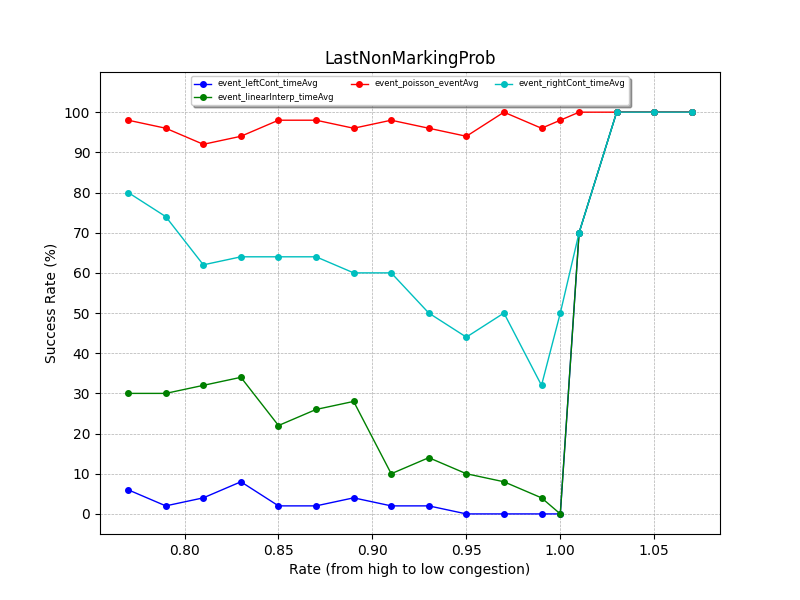 LastNonMarkingProb
event_leftCont_timeAvg event_poisson_eventAvg event_rightCont_timeAvg
event_linearInterp_timeAvg
100
90
80
70
60
50
40
30
20
10
0
Success Rate (%)
0.80 0.85 0.90 0.95 1.00 1.05
Rate (from high to low congestion)